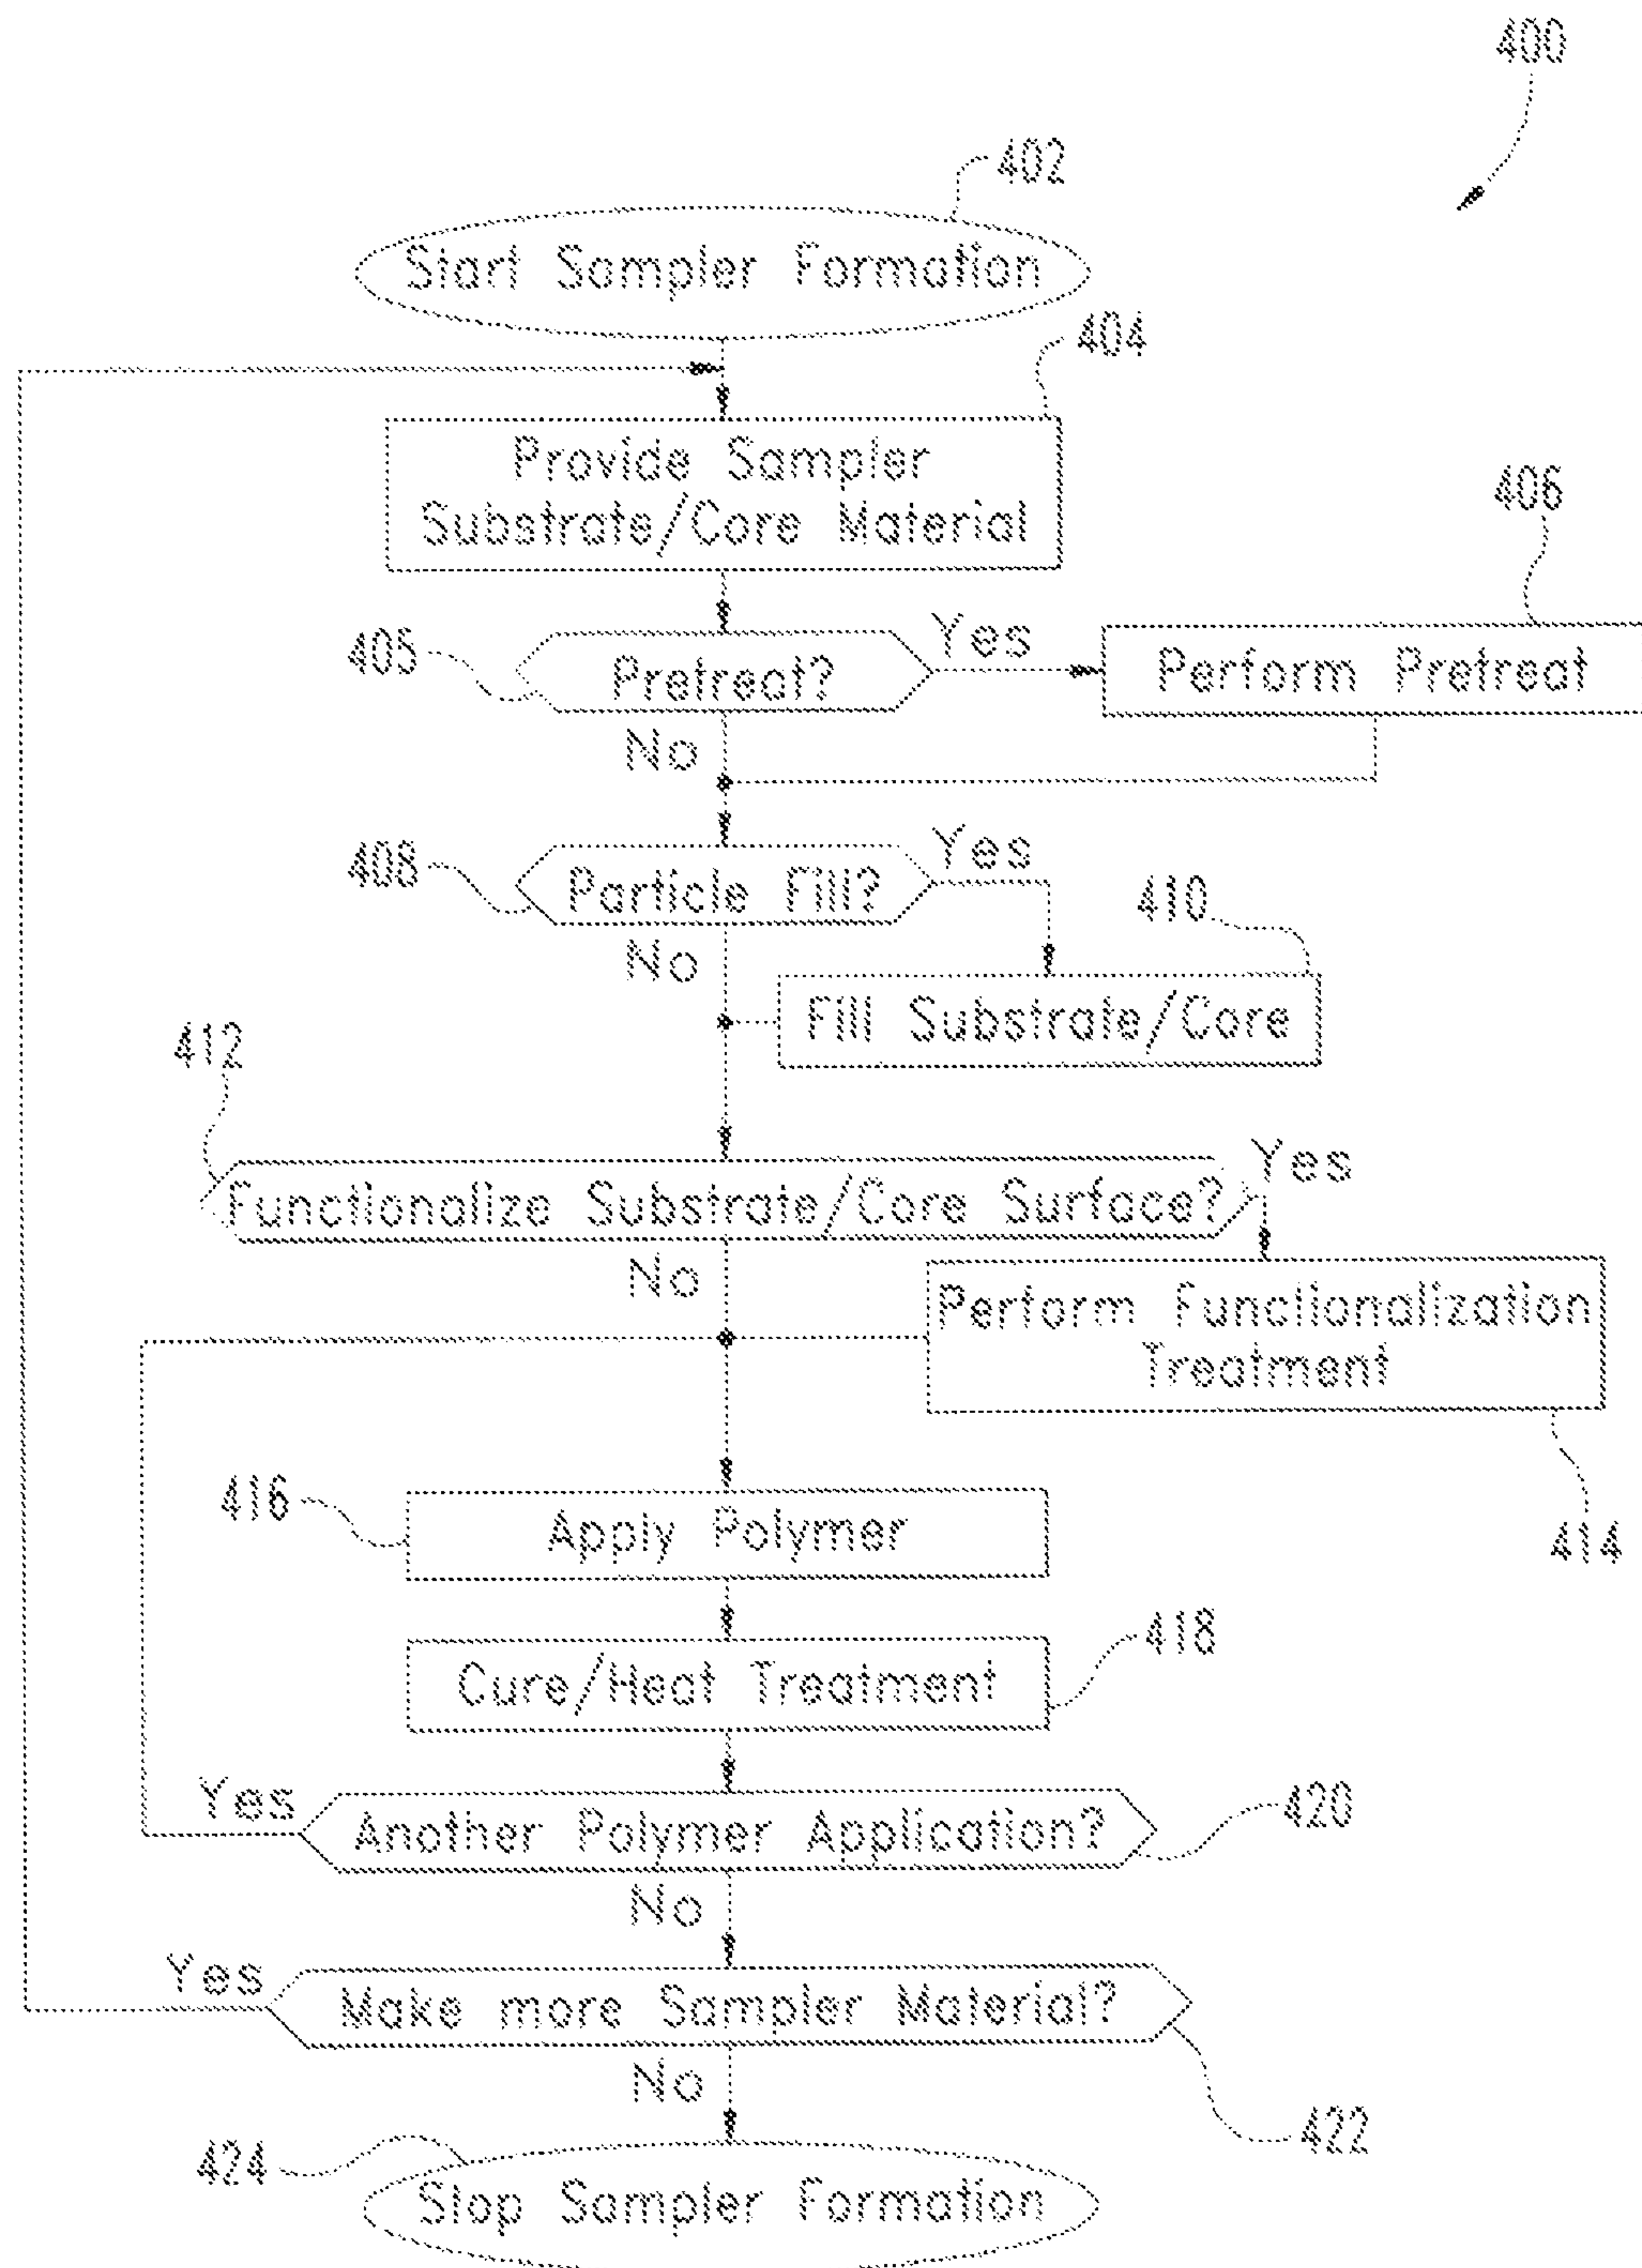 400
402
Start Sampler Formation
404
Provide Sampler
Substrate/Core Material
406
405
Pretreat?
Yes
Perform Pretreat
No
408
Particle Fill?
Yes
410
No
Fill Substrate/Core
412
Functionalize Substrate/Core Surface?
Yes
No
Perform Functionalization
Treatment
414
416
Apply Polymer
418
Cure/Heat Treatment
Yes
Another Polymer Application?
420
No
Yes
Make more Sampler Material?
422
No
424
Stop Sampler Formation